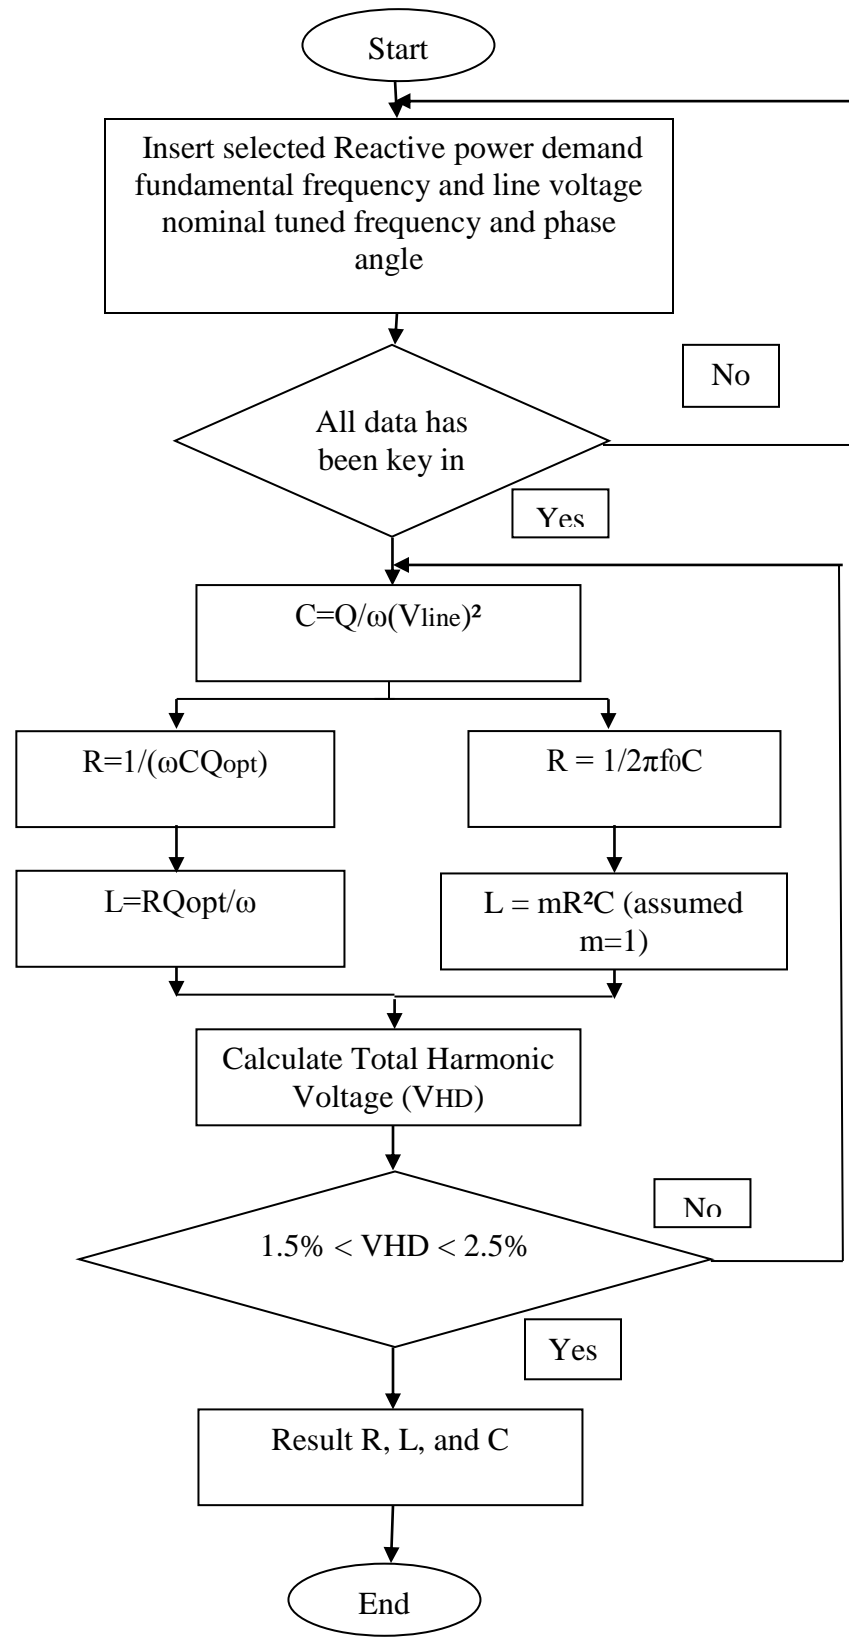 Start
Insert selected Reactive power demand
fundamental frequency and line voltage
nominal tuned frequency and phase
angle
No
All data has
been key in
Yes
C=Q/ω(Vline)²
R=1/(ωCQopt)
R = 1/2πf0C
L=RQopt/ω
L = mR²C (assumed
m=1)
Calculate Total Harmonic
Voltage (VHD)
No
1.5% < VHD < 2.5%
Yes
Result R, L, and C
End